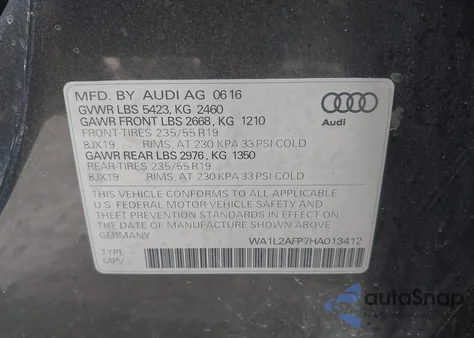 MFD. BY AUDI AG 06 16
GVWR LBS 5423, KG 2460
GAWR FRONT LBS 2668, KG 1210
FRONT-TIRES 235/55 R19
8JX19 RIMS, AT 230 KPA 33 PSI COLD
GAWR REAR LBS 2976, KG 1350
REAR-TIRES 235/55 R19
8JX19 RIMS, AT 230 KPA 33 PSI COLD
Audi
THIS VEHICLE CONFORMS TO ALL APPLICABLE
U.S. FEDERAL MOTOR VEHICLE SAFETY AND
THEFT PREVENTION STANDARDS IN EFFECT ON
THE DATE OF MANUFACTURE SHOWN ABOVE.
WA1L2AFP7HA013412
TYPE:
MPV
autoSnap